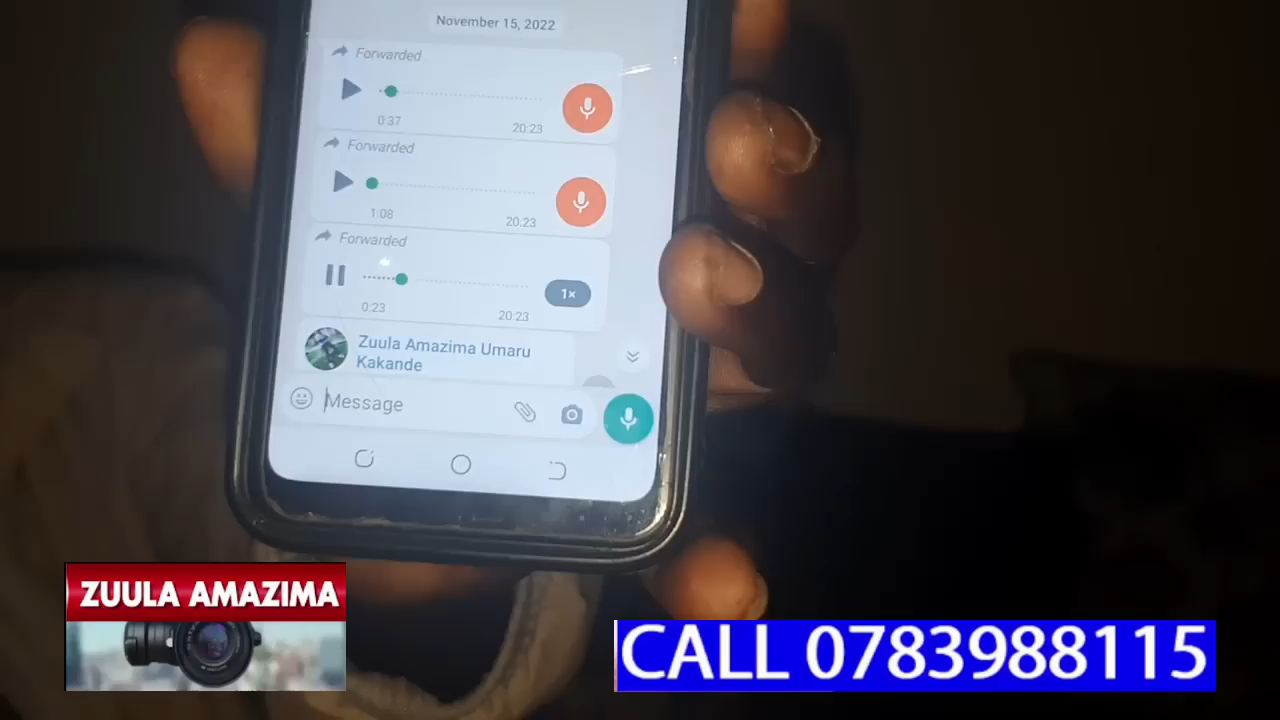 November 15, 2022
Forwarded
0:37
20:23
Forwarded
1:08
20:23
Forwarded
1×
0:23
20:23
Zuula Amazima Umaru
Kakande
Message
ZUULA AMAZIMA
CALL 0783988115